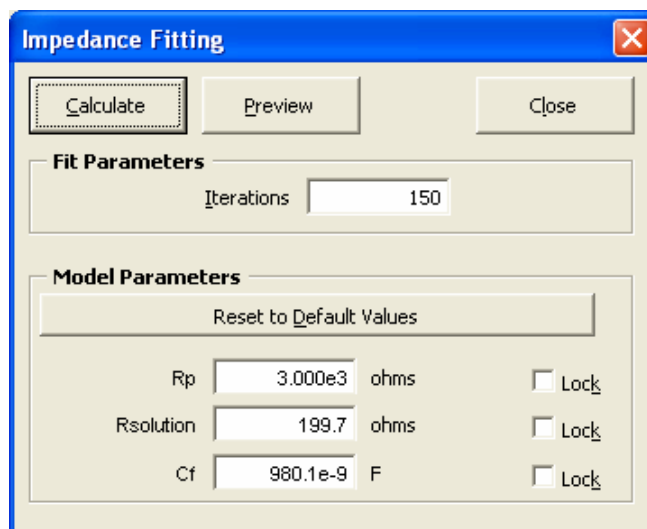 Impedance Fitting
Calculate Preview Close
Fit Parameters
Iterations 150
Model Parameters
Reset to Default Values
Rp 3.000e3 ohms Lock
Rsolution 199.7 ohms Lock
Cf 980.1e-9 F Lock